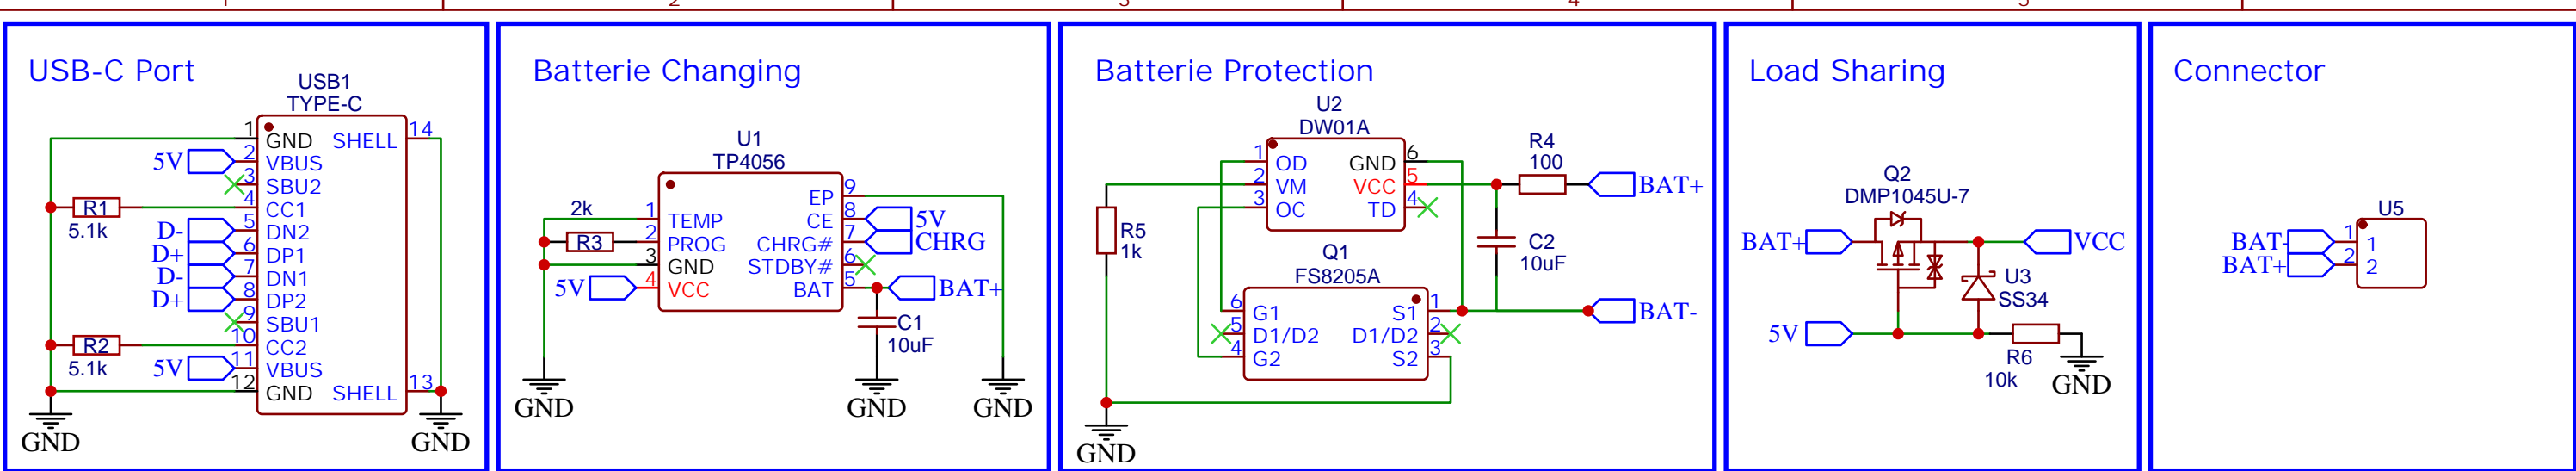 1 2 3 4 5
USB-C Port
USB1
TYPE-C
1 GND SHELL 14
5V 2 VBUS
3 SBU2
R1 4 CC1
5.1k
D- 5 DN2
D+ 6 DP1
D- 7 DN1
D+ 8 DP2
9 SBU1
R2 10 CC2
5.1k
5V 11 VBUS
12 GND SHELL 13
GND GND
Batterie Changing
U1
TP4056
EP 9
2k 1 TEMP CE 8 5V
R3 2 PROG CHRG# 7 CHRG
3 GND STDBY# 6
5V 4 VCC BAT 5 BAT+
C1
10uF
GND GND GND
Batterie Protection
U2
DW01A
1 OD GND 6
2 VM VCC 5
3 OC TD 4
R4
100
BAT+
R5
1k
C2
10uF
Q1
FS8205A
6 G1 S1 1
5 D1/D2 D1/D2 2
4 G2 S2 3
BAT-
GND
Load Sharing
Q2
DMP1045U-7
BAT+ VCC
U3
SS34
5V
R6
10k
GND
Connector
U5
BAT- 1 1
BAT+ 2 2